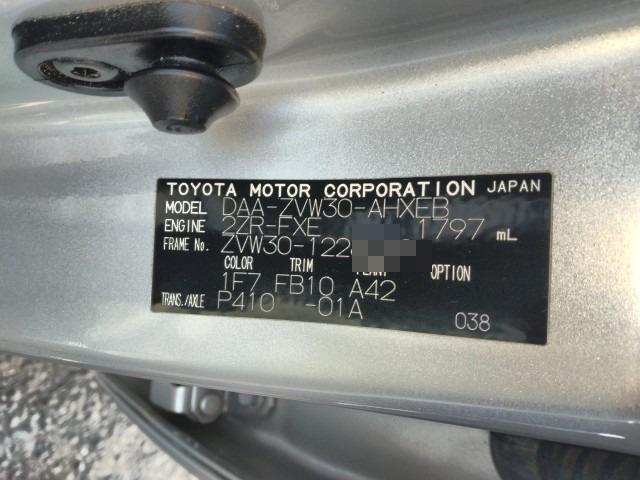 TOYOTA MOTOR CORPORATION JAPAN
MODEL DAA-ZVW30-AHXEB
ENGINE 2ZR-FXE 1797 mL
FRAME No. ZVW30-122
COLOR TRIM PLANT OPTION
1F7 FB10 A42
TRANS./AXLE P410 -01A
038